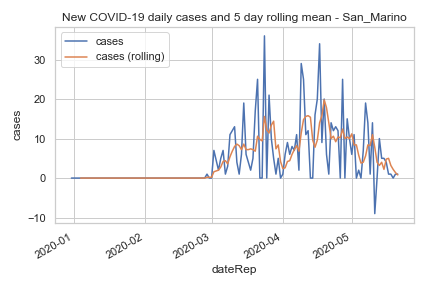 New COVID-19 daily cases and 5 day rolling mean - San_Marino
cases
cases (rolling)
30
20
10
0
−10
cases
2020-01
2020-02
2020-03
2020-04
2020-05
dateRep